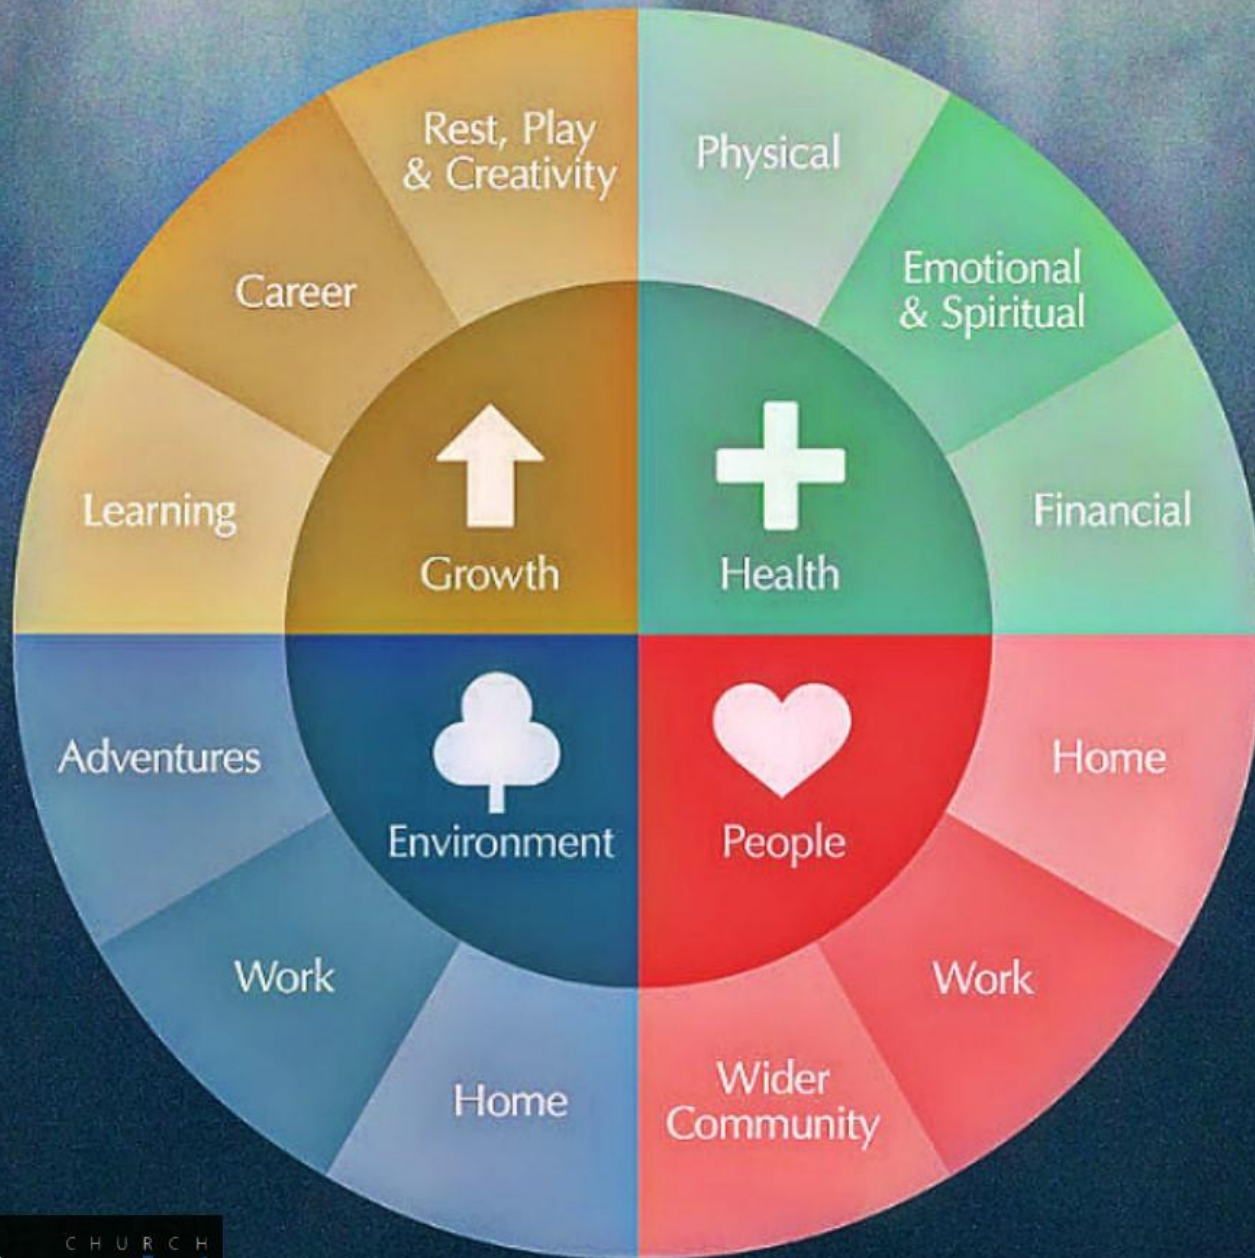 Rest, Play
& Creativity
Physical
Career
Emotional
& Spiritual
Learning
Financial
Growth
Health
Adventures
Environment
People
Home
Work
Work
Home
Wider
Community
CHURCH